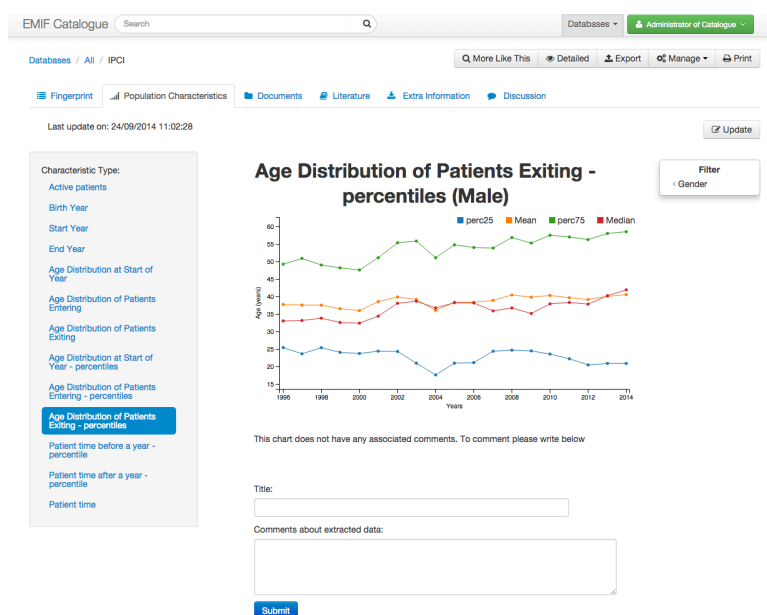 EMIF Catalogue
Search
Databases
Administrator of Catalogue
Databases / All / IPCI
More Like This
Detailed
Export
Manage
Print
Fingerprint
Population Characteristics
Documents
Literature
Extra Information
Discussion
Last update on: 24/09/2014 11:02:28
Update
Characteristic Type:
Active patients
Birth Year
Start Year
End Year
Age Distribution at Start of
Year
Age Distribution of Patients
Entering
Age Distribution of Patients
Exiting
Age Distribution at Start of
Year - percentiles
Age Distribution of Patients
Entering - percentiles
Age Distribution of Patients
Exiting - percentiles
Patient time before a year -
percentile
Patient time after a year -
percentile
Patient time
Age Distribution of Patients Exiting -
percentiles (Male)
perc25 Mean perc75 Median
60
55
50
45
40
35
30
25
20
15
Age (years)
1996 1998 2000 2002 2004 2006 2008 2010 2012 2014
Years
Filter
‹ Gender
This chart does not have any associated comments. To comment please write below
Title:
Comments about extracted data:
Submit